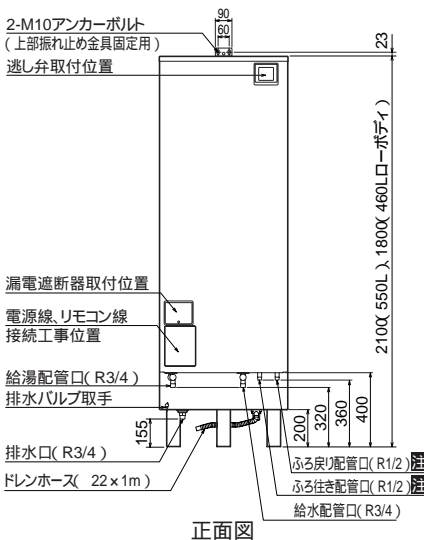 90
60
23
2-M10アンカーボルト
(上部振れ止め金具固定用)
逃し弁取付位置
2100(550L)、1800(460Lローボディ)
漏電遮断器取付位置
電源線、リモコン線
接続工事位置
給湯配管口(R3/4)
排水バルブ取手
155
200
320
360
400
排水口(R3/4)
ドレンホース( 22×1m)
ふろ戻り配管口(R1/2)注
ふろ往き配管口(R1/2)注
給水配管口(R3/4)
正面図